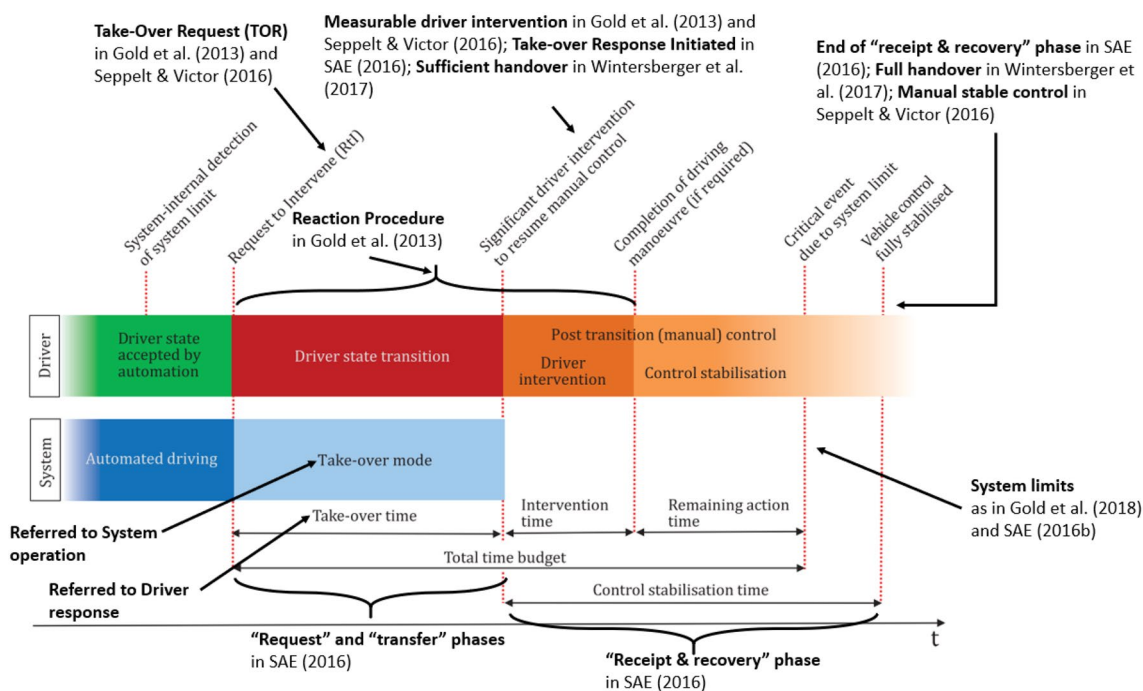 Take-Over Request (TOR)
in Gold et al. (2013) and
Seppelt & Victor (2016)
Measurable driver intervention in Gold et al. (2013) and
Seppelt & Victor (2016); Take-over Response Initiated in
SAE (2016); Sufficient handover in Wintersberger et al.
(2017)
End of “receipt & recovery” phase in SAE
(2016); Full handover in Wintersberger et
al. (2017); Manual stable control in
Seppelt & Victor (2016)
System-internal detection
of system limit
Request to Intervene (RtI)
Reaction Procedure
in Gold et al. (2013)
Significant driver intervention
to resume manual control
Completion of driving
manoeuvre (if required)
Critical event
due to system limit
Vehicle control
fully stabilised
Driver
Driver state
accepted by
automation
Driver state transition
Post transition (manual) control
Driver
intervention
Control stabilisation
System
Automated driving
Take-over mode
Referred to System
operation
Take-over time
Intervention
time
Remaining action
time
System limits
as in Gold et al. (2018)
and SAE (2016b)
Total time budget
Referred to Driver
response
Control stabilisation time
t
“Request” and “transfer” phases
in SAE (2016)
“Receipt & recovery” phase
in SAE (2016)